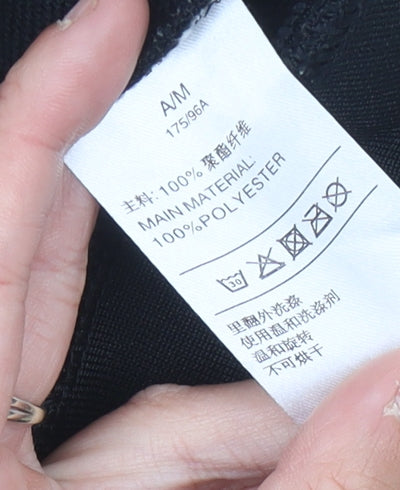 A/M
175/96A
主料: 100% 聚酯纤维
MAIN MATERIAL:
100%POLYESTER
30
里翻外洗涤
使用温和洗涤剂
温和旋转
不可烘干